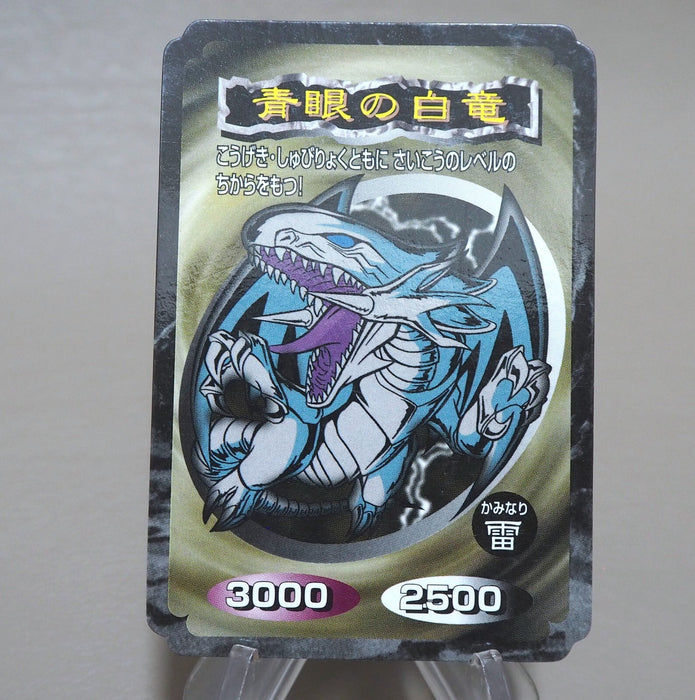 青眼の白竜
こうげき・しゅびりょくともに さいこうのレベルの
ちからをもつ!
かみなり
雷
3000
2500